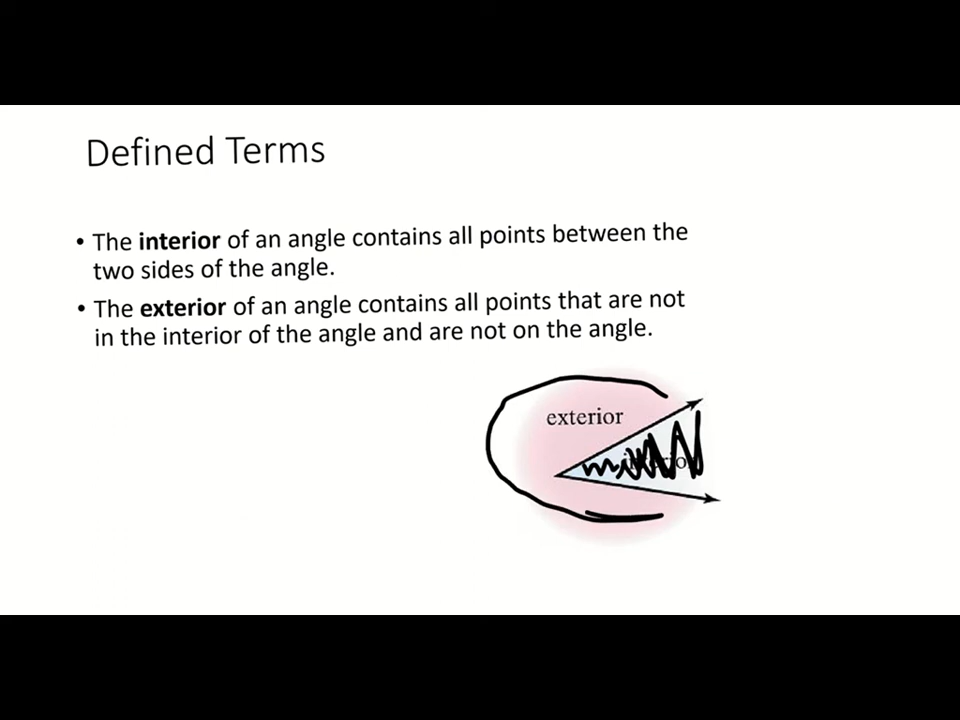 Defined Terms
• The interior of an angle contains all points between the
two sides of the angle.
• The exterior of an angle contains all points that are not
in the interior of the angle and are not on the angle.
exterior